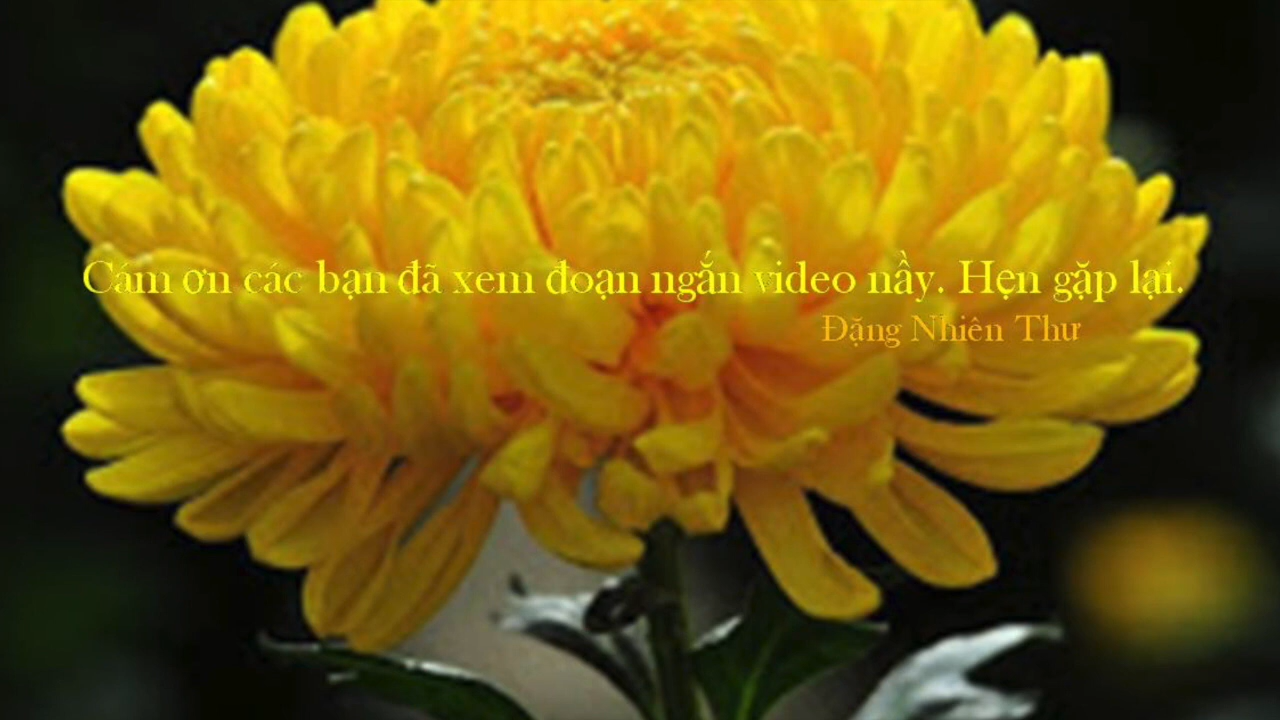 Cám ơn các bạn đã xem đoạn ngắn video nầy. Hẹn gặp lại.
Đặng Nhiên Thư